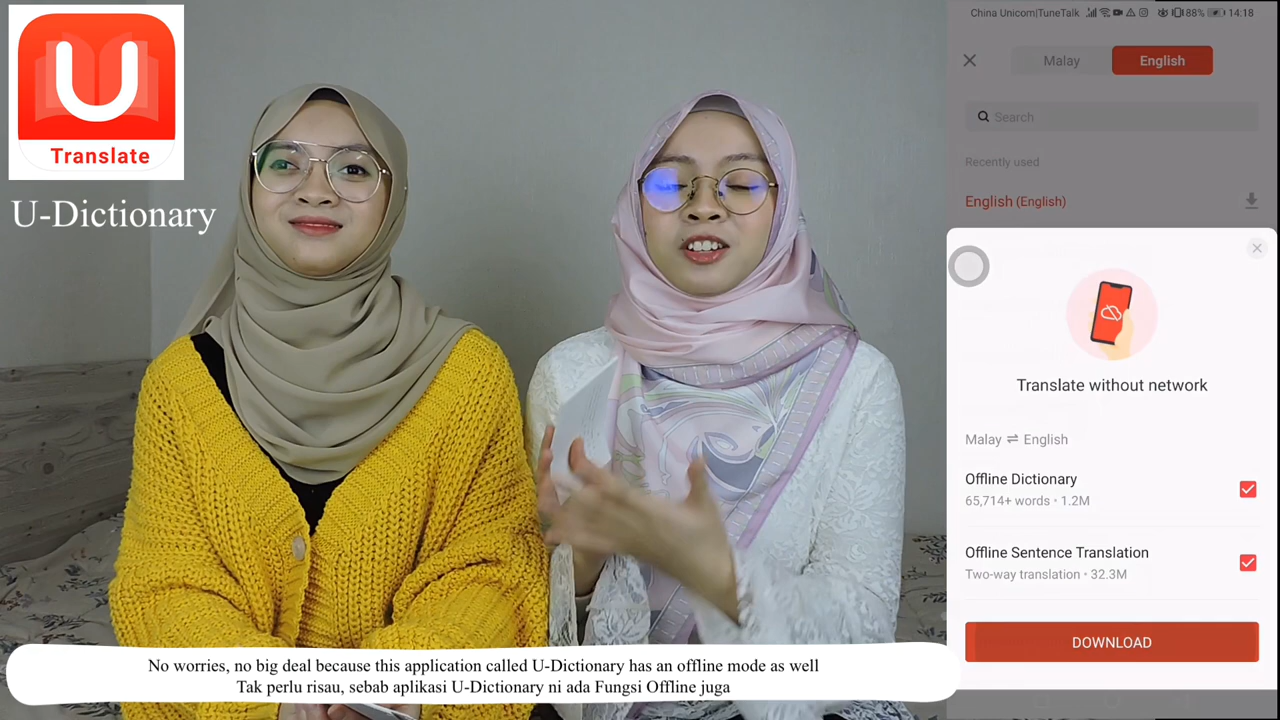 U
Translate
U-Dictionary
China Unicom|TuneTalk
88%
14:18
Malay
English
Search
Recently used
English (English)
Translate without network
Malay ⇌ English
Offline Dictionary
65,714+ words • 1.2M
Offline Sentence Translation
Two-way translation • 32.3M
DOWNLOAD
No worries, no big deal because this application called U-Dictionary has an offline mode as well
Tak perlu risau, sebab aplikasi U-Dictionary ni ada Fungsi Offline juga